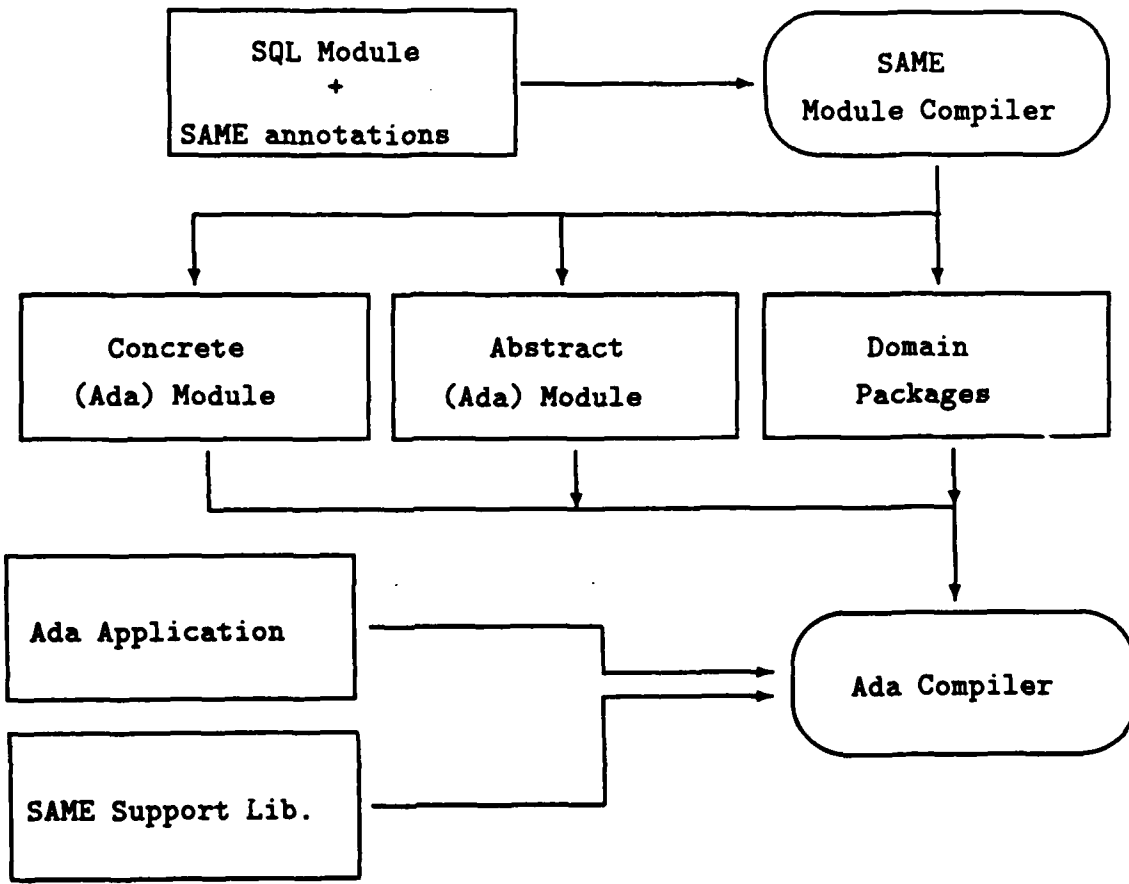 SQL Module
+
SAME annotations
SAME
Module Compiler
Concrete
(Ada) Module
Abstract
(Ada) Module
Domain
Packages
Ada Application
Ada Compiler
SAME Support Lib.